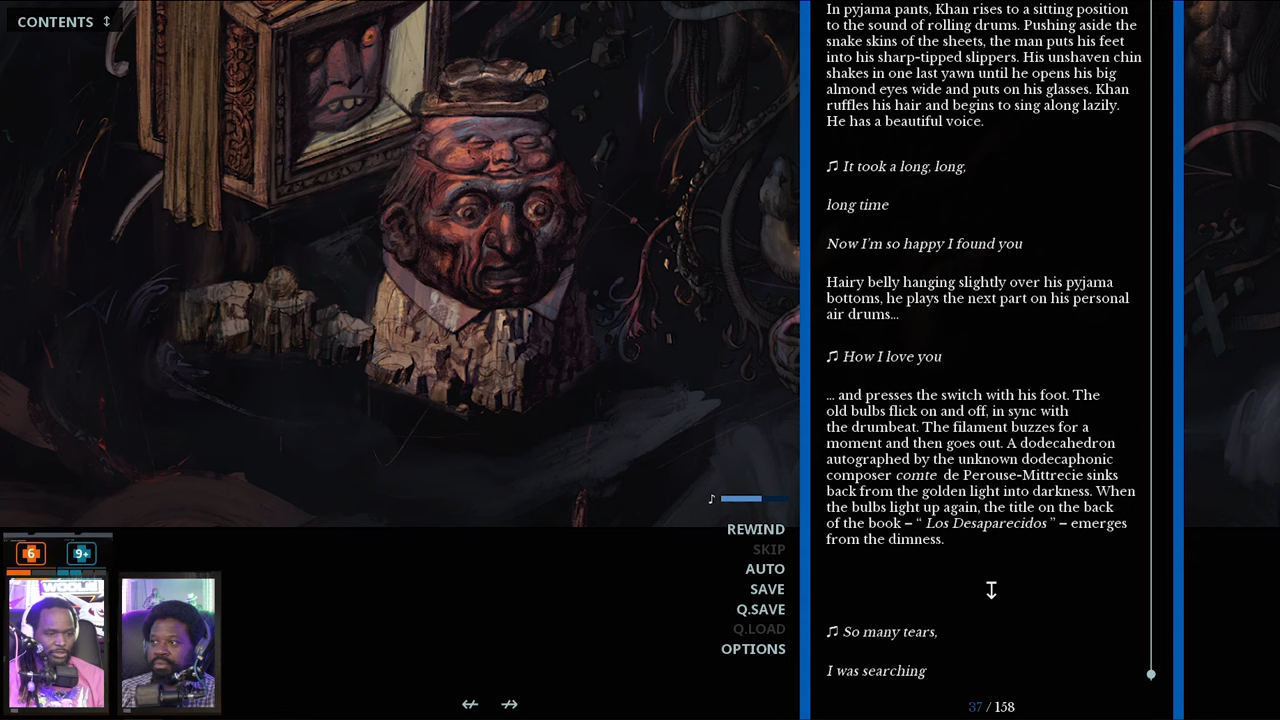 CONTENTS
In pyjama pants, Khan rises to a sitting position
to the sound of rolling drums. Pushing aside the
snake skins of the sheets, the man puts his feet
into his sharp-tipped slippers. His unshaven chin
shakes in one last yawn until he opens his big
almond eyes wide and puts on his glasses. Khan
ruffles his hair and begins to sing along lazily.
He has a beautiful voice.
♫ It took a long, long,
long time
Now I'm so happy I found you
Hairy belly hanging slightly over his pyjama
bottoms, he plays the next part on his personal
air drums...
♫ How I love you
... and presses the switch with his foot. The
old bulbs flick on and off, in sync with
the drumbeat. The filament buzzes for a
moment and then goes out. A dodecahedron
autographed by the unknown dodecaphonic
composer comte de Perouse-Mittrecie sinks
back from the golden light into darkness. When
the bulbs light up again, the title on the back
of the book – “ Los Desaparecidos ” – emerges
from the dimness.
♫ So many tears,
I was searching
37 / 158
REWIND
SKIP
AUTO
SAVE
Q.SAVE
Q.LOAD
OPTIONS
6
9+